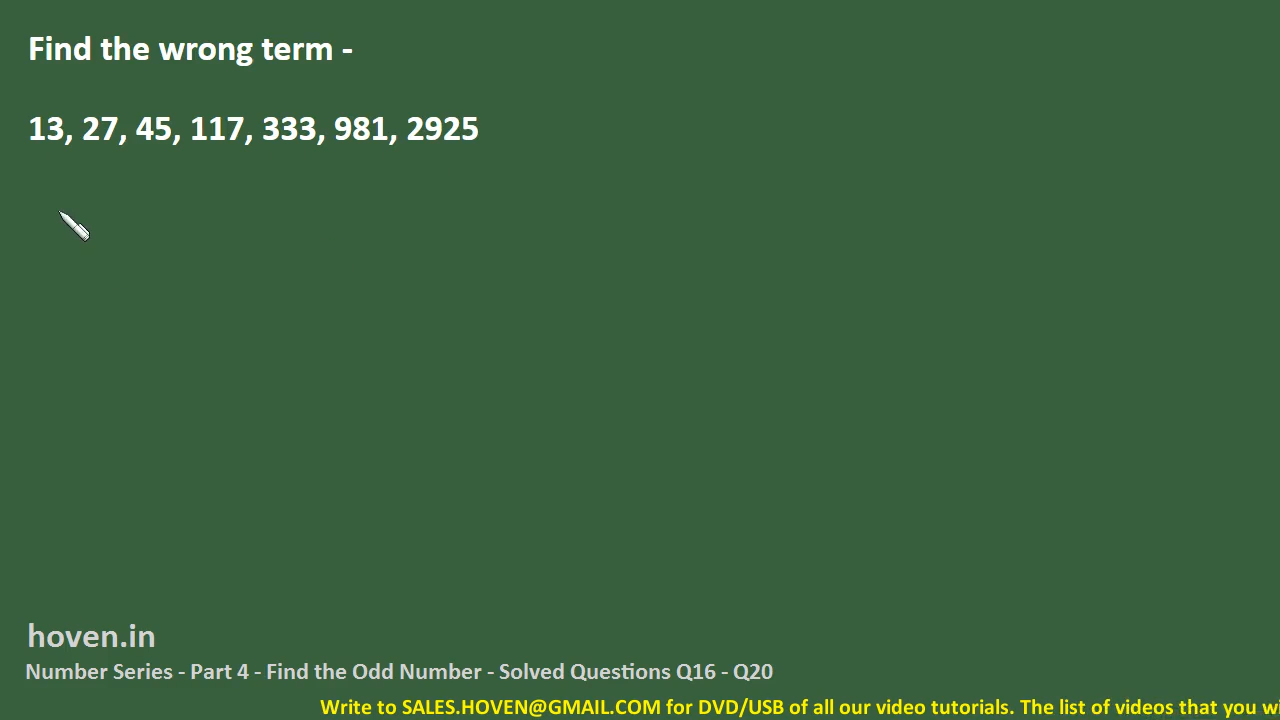 Find the wrong term -
13, 27, 45, 117, 333, 981, 2925
hoven.in
Number Series - Part 4 - Find the Odd Number - Solved Questions Q16 - Q20
Write to SALES.HOVEN@GMAIL.COM for DVD/USB of all our video tutorials. The list of videos that you w